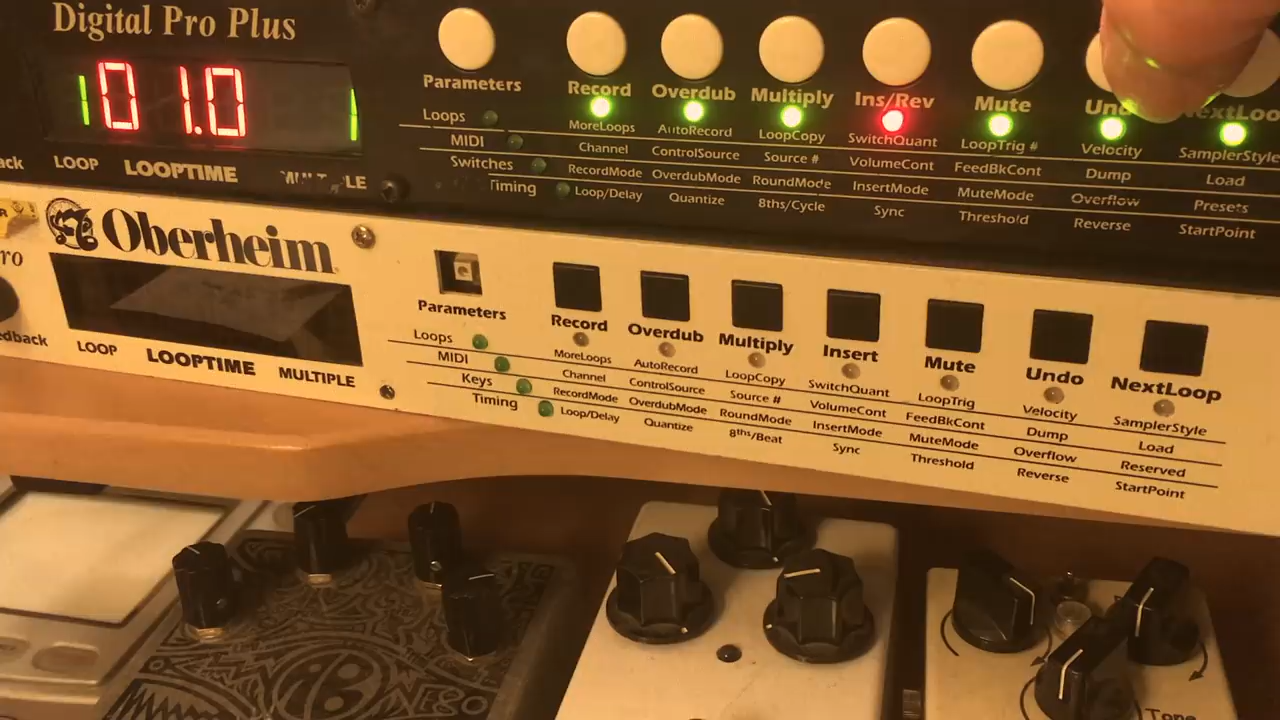 Digital Pro Plus
1 0 1.0
LOOP LOOPTIME
Parameters Record Overdub Multiply Ins/Rev Mute
Loops MoreLoops AutoRecord LoopCopy SwitchQuant LoopTrig # Velocity SamplerStyle
MIDI Channel ControlSource Source # VolumeCont FeedBkCont Dump Load
Switches RecordMode OverdubMode RoundMode InsertMode MuteMode Overflow Presets
Timing Loop/Delay Quantize 8ths/Cycle Sync Threshold Reverse StartPoint
Oberheim
LOOP LOOPTIME MULTIPLE
Parameters Record Overdub Multiply Insert Mute Undo NextLoop
Loops MoreLoops AutoRecord LoopCopy SwitchQuant LoopTrig Velocity SamplerStyle
MIDI Channel ControlSource Source # VolumeCont FeedBkCont Dump Load
Keys RecordMode OverdubMode RoundMode InsertMode MuteMode Overflow Reserved
Timing Loop/Delay Quantize 8ths/Beat Sync Threshold Reverse StartPoint
Tone